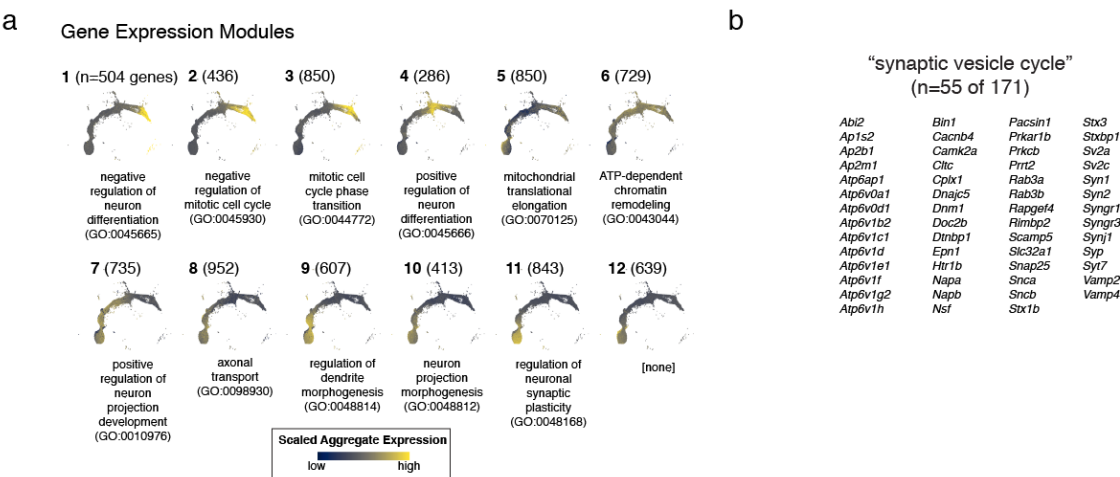 a
Gene Expression Modules
1 (n=504 genes)
2 (436)
3 (850)
4 (286)
5 (850)
6 (729)
negative
regulation of
neuron
differentiation
(GO:0045665)
negative
regulation of
mitotic cell cycle
(GO:0045930)
mitotic cell
cycle phase
transition
(GO:0044772)
positive
regulation of
neuron
differentiation
(GO:0045666)
mitochondrial
translational
elongation
(GO:0070125)
ATP-dependent
chromatin
remodeling
(GO:0043044)
7 (735)
8 (952)
9 (607)
10 (413)
11 (843)
12 (639)
positive
regulation of
neuron
projection
development
(GO:0010976)
axonal
transport
(GO:0098930)
regulation of
dendrite
morphogenesis
(GO:0048814)
neuron
projection
morphogenesis
(GO:0048812)
regulation of
neuronal
synaptic
plasticity
(GO:0048168)
[none]
Scaled Aggregate Expression
low
high
b
“synaptic vesicle cycle”
(n=55 of 171)
Abi2
Ap1s2
Ap2b1
Ap2m1
Atp6ap1
Atp6v0a1
Atp6v0d1
Atp6v1b2
Atp6v1c1
Atp6v1d
Atp6v1e1
Atp6v1f
Atp6v1g2
Atp6v1h
Bin1
Cacnb4
Camk2a
Cltc
Cplx1
Dnajc5
Dnm1
Doc2b
Dtnbp1
Epn1
Htr1b
Napa
Napb
Nsf
Pacsin1
Prkar1b
Prkcb
Prrt2
Rab3a
Rab3b
Rapgef4
Rimbp2
Scamp5
Slc32a1
Snap25
Snca
Sncb
Stx1b
Stx3
Stxbp1
Sv2a
Sv2c
Syn1
Syn2
Syngr1
Syngr3
Synj1
Syp
Syt7
Vamp2
Vamp4